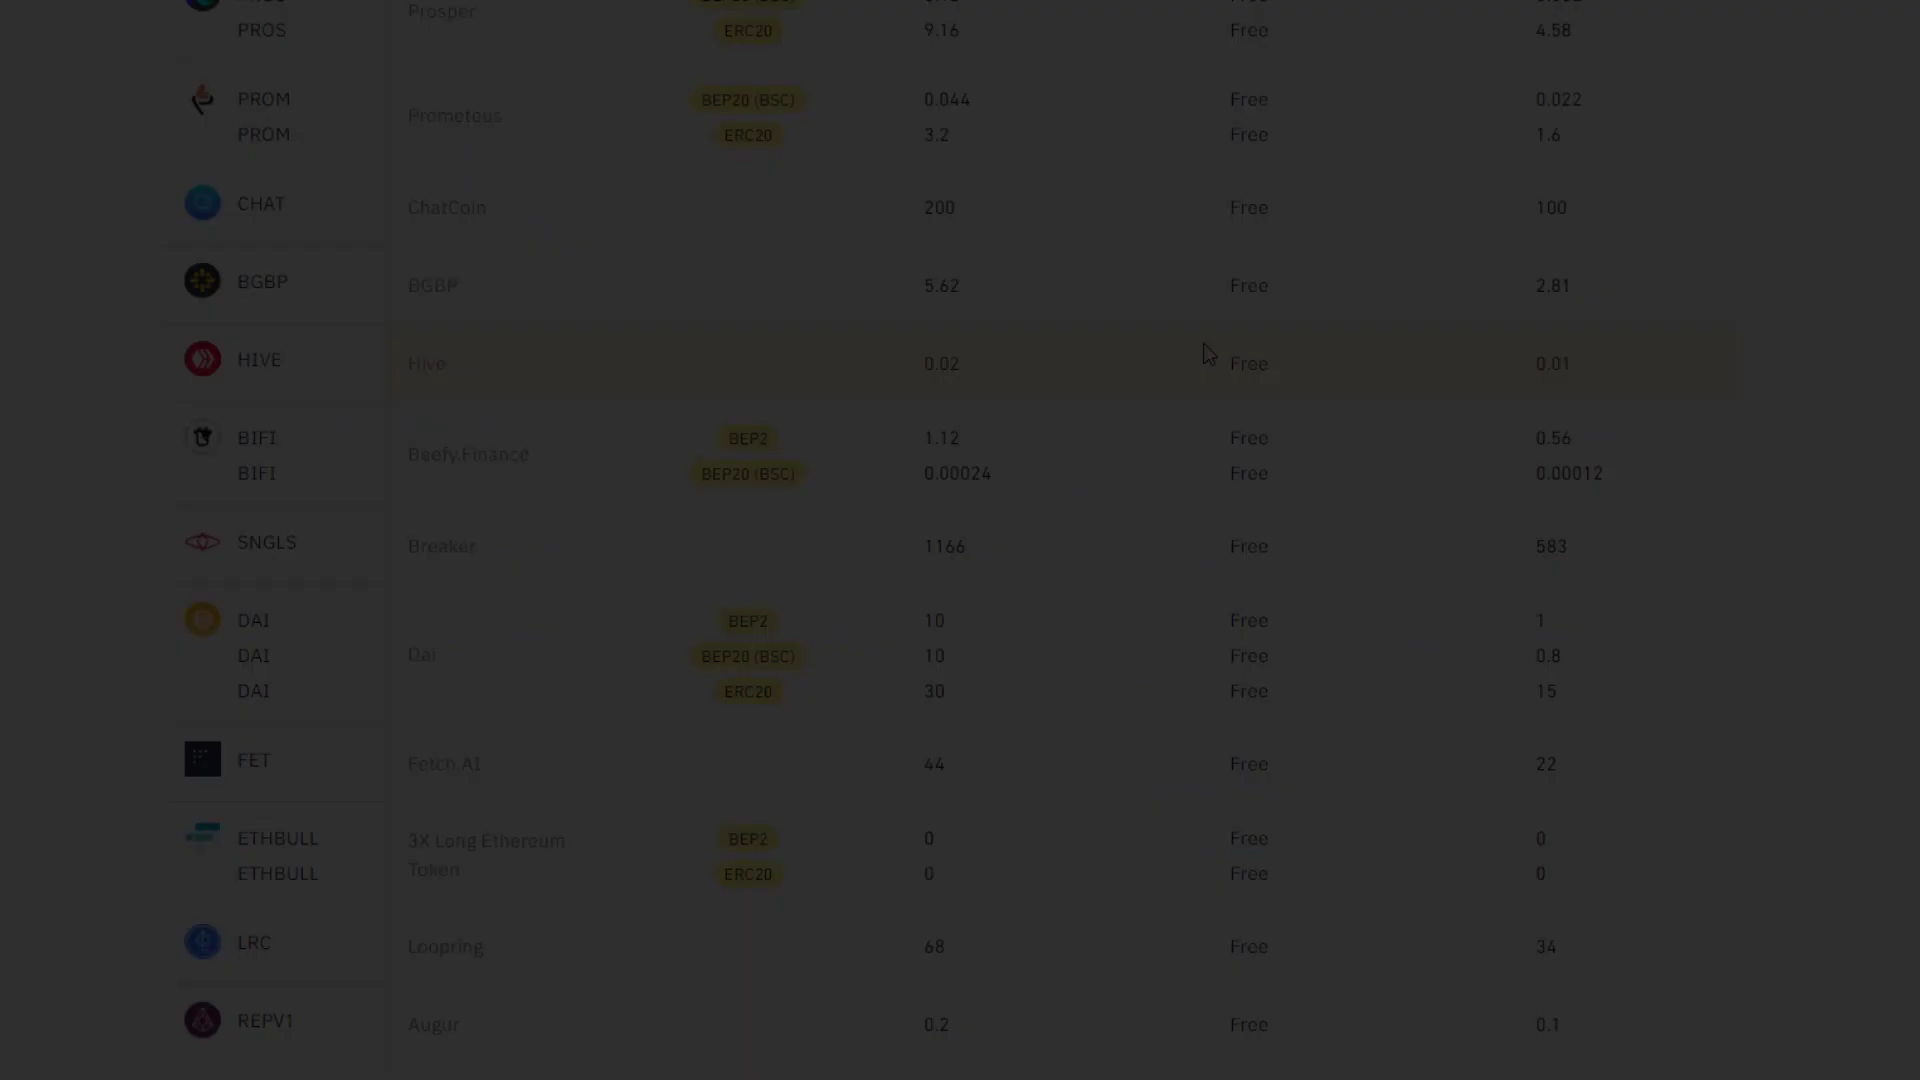 Prosper
PROS ERC20 9.16 Free 4.58
PROM BEP20 (BSC) 0.044 Free 0.022
Prometeus
PROM ERC20 3.2 Free 1.6
CHAT ChatCoin 200 Free 100
BGBP BGBP 5.62 Free 2.81
HIVE Hive 0.02 Free 0.01
BIFI BEP2 1.12 Free 0.56
Beefy.Finance
BIFI BEP20 (BSC) 0.00024 Free 0.00012
SNGLS Breaker 1166 Free 583
DAI BEP2 10 Free 1
DAI Dai BEP20 (BSC) 10 Free 0.8
DAI ERC20 30 Free 15
FET Fetch.AI 44 Free 22
ETHBULL 3X Long Ethereum BEP2 0 Free 0
ETHBULL Token ERC20 0 Free 0
LRC Loopring 68 Free 34
REPV1 Augur 0.2 Free 0.1